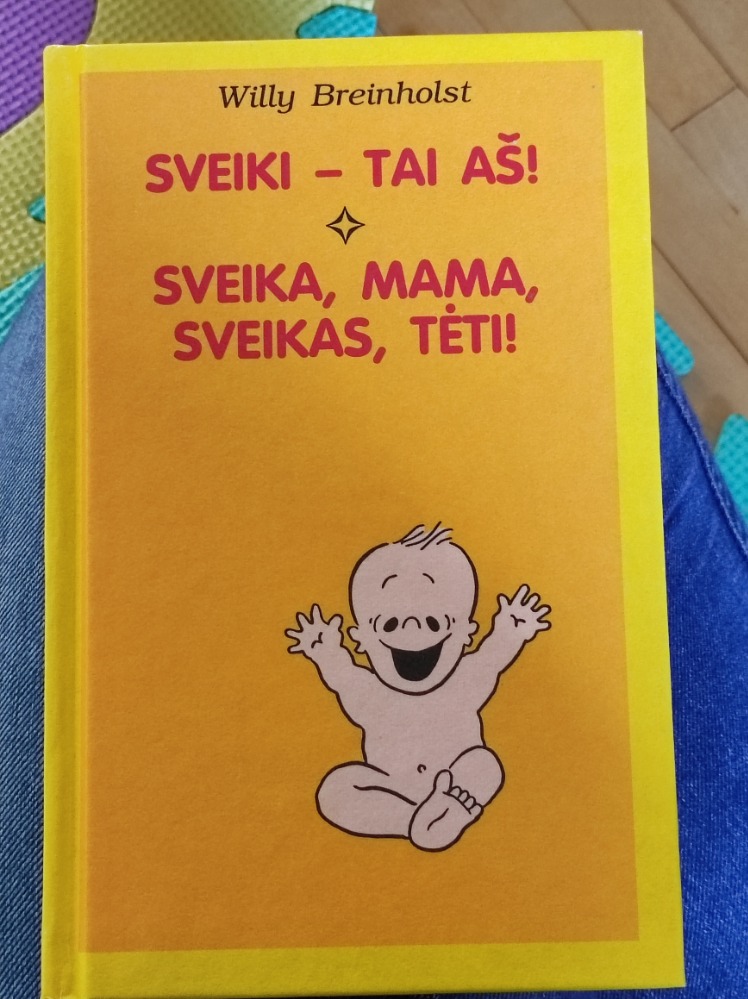 Willy Breinholst
SVEIKI – TAI AŠ!
SVEIKA, MAMA,
SVEIKAS, TĖTI!